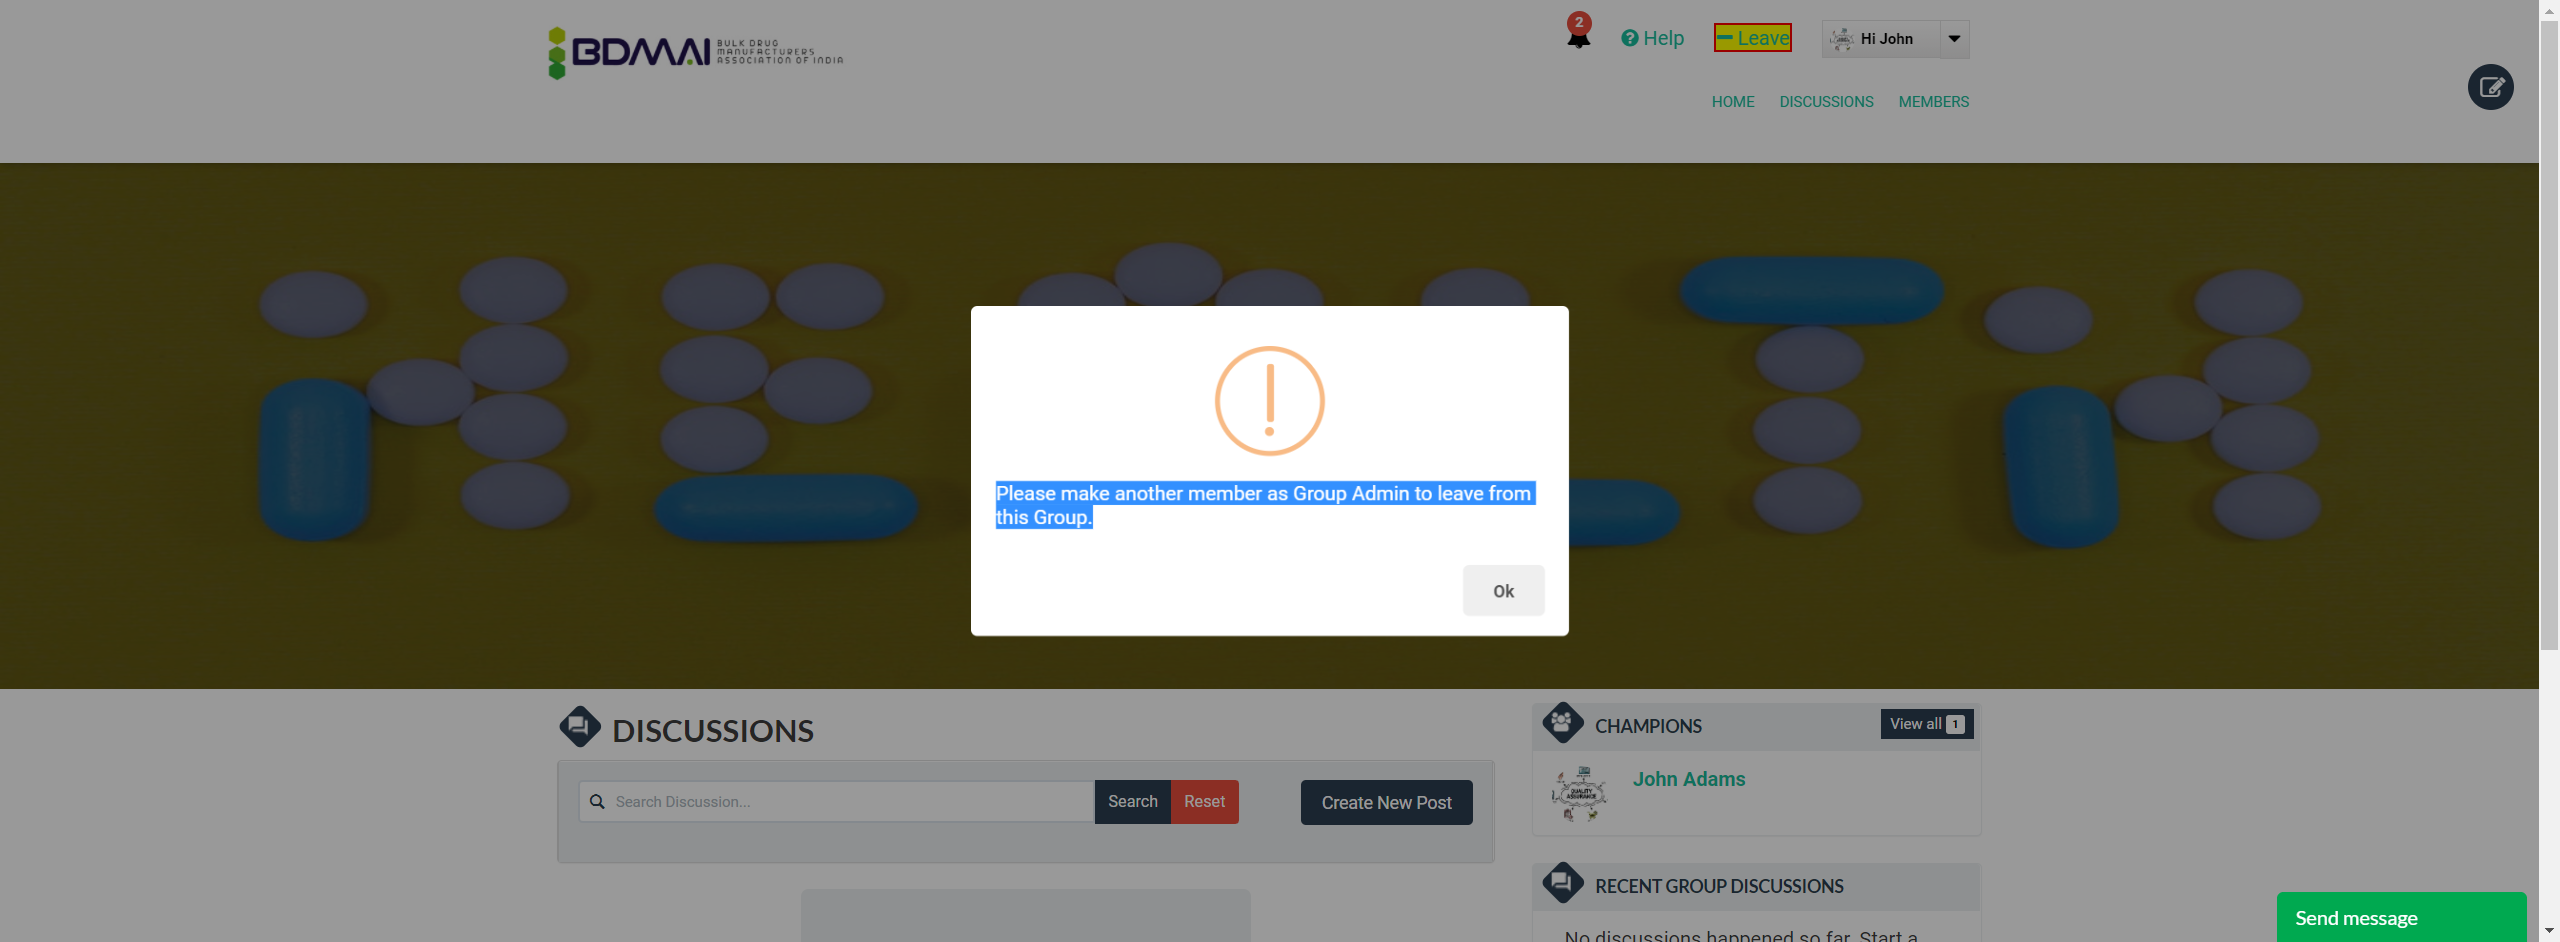 BDMAI
BULK DRUG
MANUFACTURERS
ASSOCIATION OF INDIA
2
Help
Leave
Hi John
HOME
DISCUSSIONS
MEMBERS
Please make another member as Group Admin to leave from
this Group.
Ok
DISCUSSIONS
Search Discussion...
Search
Reset
Create New Post
CHAMPIONS
View all 1
QUALITY
ASSURANCE
John Adams
RECENT GROUP DISCUSSIONS
No discussions happened so far. Start a
Send message